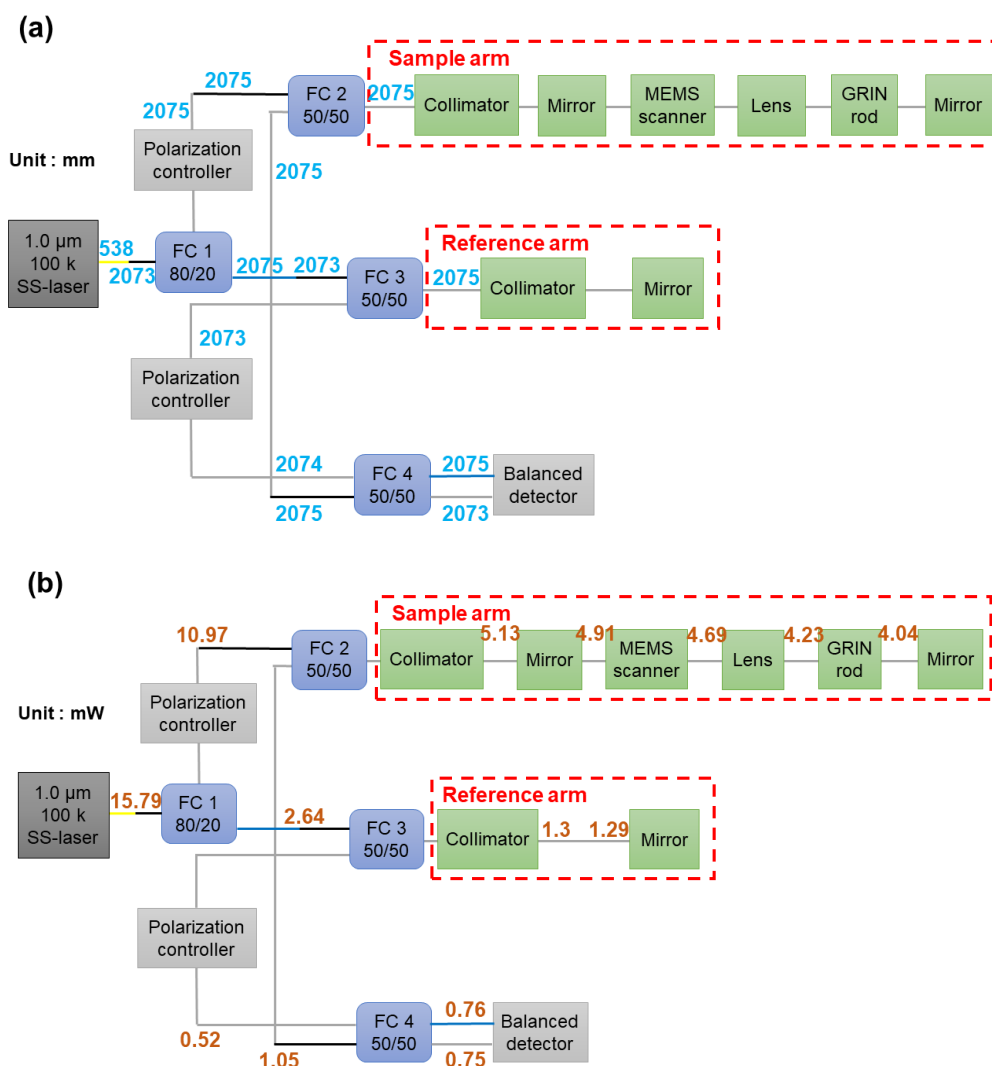 (a)
Sample arm
2075
2075
2075
FC 2
50/50
Collimator
Mirror
MEMS
scanner
Lens
GRIN
rod
Mirror
Unit : mm
Polarization
controller
2075
1.0 µm
100 k
SS-laser
538
2073
FC 1
80/20
2075
2073
FC 3
50/50
Reference arm
2075
Collimator
Mirror
2073
Polarization
controller
2074
2075
FC 4
50/50
2075
2073
Balanced
detector
(b)
Sample arm
10.97
FC 2
50/50
Collimator
5.13
Mirror
4.91
MEMS
scanner
4.69
Lens
4.23
GRIN
rod
4.04
Mirror
Unit : mW
Polarization
controller
1.0 µm
100 k
SS-laser
15.79
FC 1
80/20
2.64
FC 3
50/50
Reference arm
Collimator
1.3
1.29
Mirror
Polarization
controller
0.52
1.05
FC 4
50/50
0.76
0.75
Balanced
detector